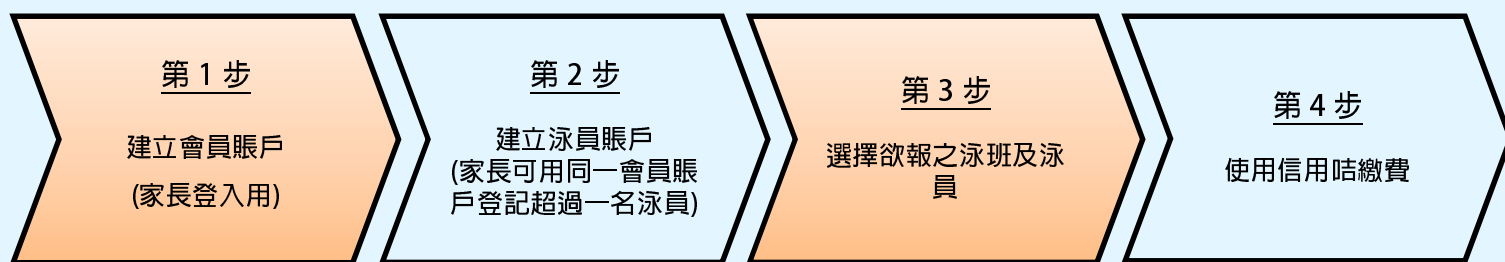 第 1 步
建立會員賬戶
(家長登入用)
第 2 步
建立泳員賬戶
(家長可用同一會員賬
戶登記超過一名泳員)
第 3 步
選擇欲報之泳班及泳
員
第 4 步
使用信用咭繳費